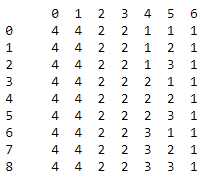 0 1 2 3 4 5 6
0 4 4 2 2 1 1 1
1 4 4 2 2 1 2 1
2 4 4 2 2 1 3 1
3 4 4 2 2 2 1 1
4 4 4 2 2 2 2 1
5 4 4 2 2 2 3 1
6 4 4 2 2 3 1 1
7 4 4 2 2 3 2 1
8 4 4 2 2 3 3 1